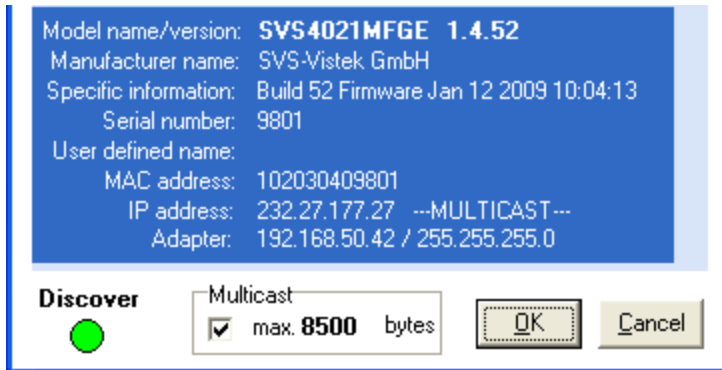 Model name/version: SVS4021MFGE 1.4.52
Manufacturer name: SVS-Vistek GmbH
Specific information: Build 52 Firmware Jan 12 2009 10:04:13
Serial number: 9801
User defined name:
MAC address: 102030409801
IP address: 232.27.177.27 ---MULTICAST---
Adapter: 192.168.50.42 / 255.255.255.0
Discover
Multicast
max. 8500 bytes
OK
Cancel